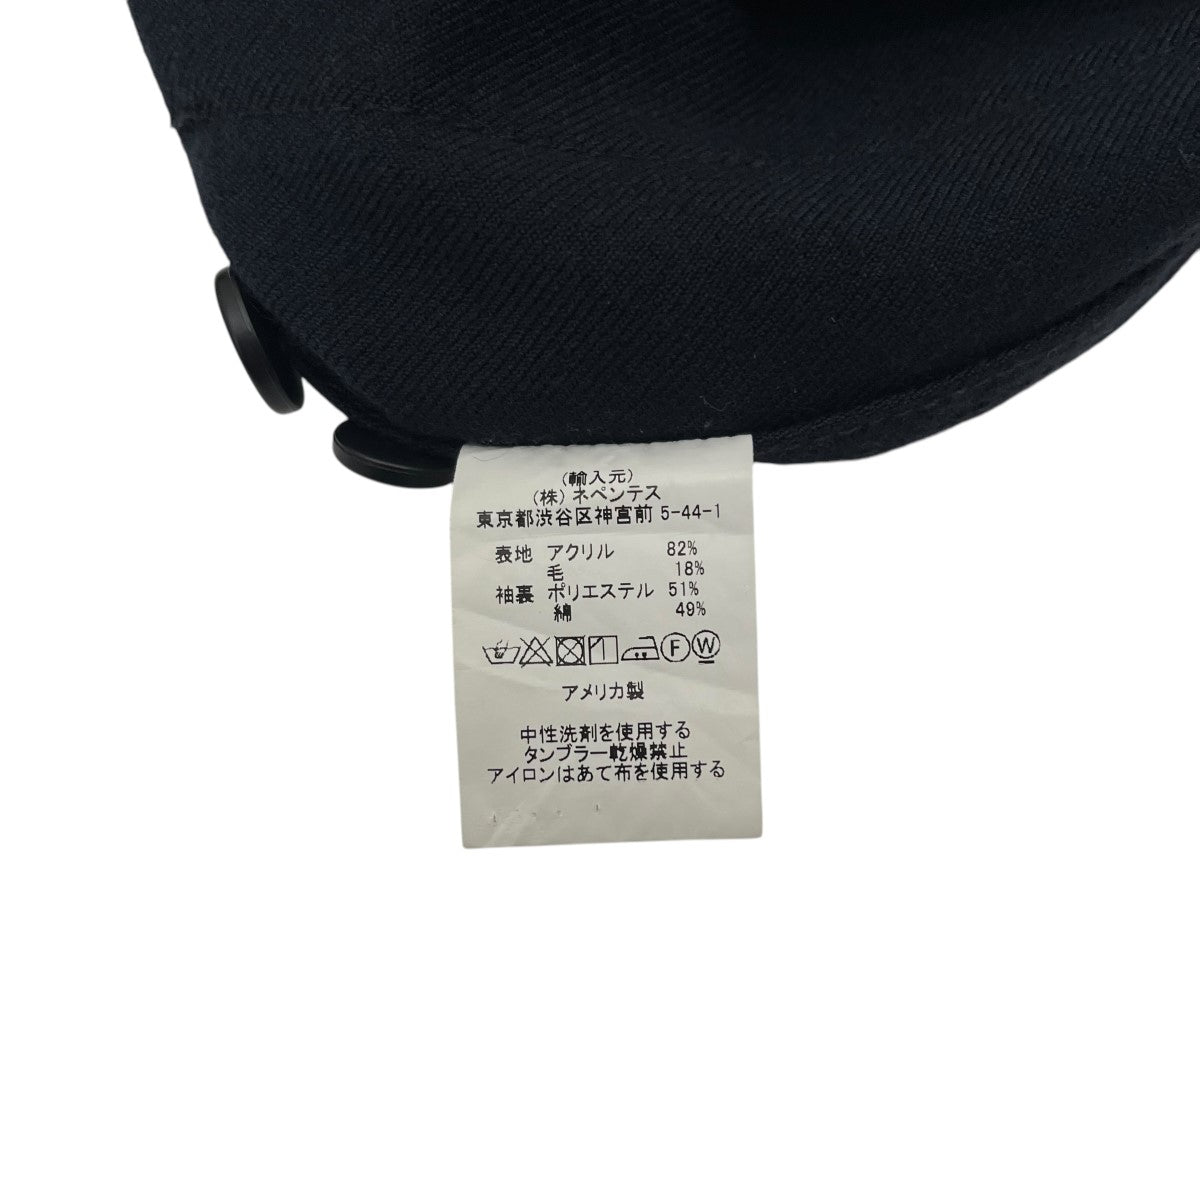 (輸入元)
(株) ネペンテス
東京都渋谷区神宮前 5-44-1
表地 アクリル 82%
毛 18%
袖裏 ポリエステル 51%
綿 49%
F W
アメリカ製
中性洗剤を使用する
タンブラー乾燥禁止
アイロンはあて布を使用する